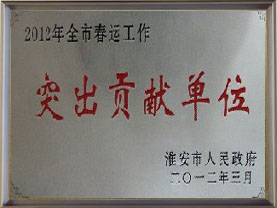 2012年全市春运工作
突出贡献单位
淮安市人民政府
二〇一二年三月